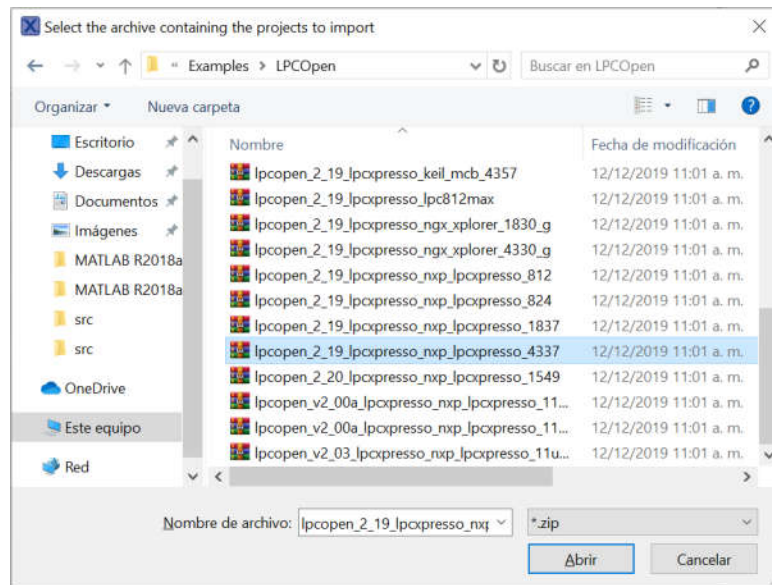 Select the archive containing the projects to import
« Examples > LPCOpen
Buscar en LPCOpen
Organizar
Nueva carpeta
Escritorio
Descargas
Documentos
Imágenes
MATLAB R2018a
MATLAB R2018a
src
src
OneDrive
Este equipo
Red
Nombre Fecha de modificación
lpcopen_2_19_lpcxpresso_keil_mcb_4357 12/12/2019 11:01 a. m.
lpcopen_2_19_lpcxpresso_lpc812max 12/12/2019 11:01 a. m.
lpcopen_2_19_lpcxpresso_ngx_xplorer_1830_g 12/12/2019 11:01 a. m.
lpcopen_2_19_lpcxpresso_ngx_xplorer_4330_g 12/12/2019 11:01 a. m.
lpcopen_2_19_lpcxpresso_nxp_lpcxpresso_812 12/12/2019 11:01 a. m.
lpcopen_2_19_lpcxpresso_nxp_lpcxpresso_824 12/12/2019 11:01 a. m.
lpcopen_2_19_lpcxpresso_nxp_lpcxpresso_1837 12/12/2019 11:01 a. m.
lpcopen_2_19_lpcxpresso_nxp_lpcxpresso_4337 12/12/2019 11:01 a. m.
lpcopen_2_20_lpcxpresso_nxp_lpcxpresso_1549 12/12/2019 11:01 a. m.
lpcopen_v2_00a_lpcxpresso_nxp_lpcxpresso_11... 12/12/2019 11:01 a. m.
lpcopen_v2_00a_lpcxpresso_nxp_lpcxpresso_11... 12/12/2019 11:01 a. m.
lpcopen_v2_03_lpcxpresso_nxp_lpcxpresso_11u... 12/12/2019 11:01 a. m.
Nombre de archivo: lpcopen_2_19_lpcxpresso_nxp *.zip
Abrir Cancelar